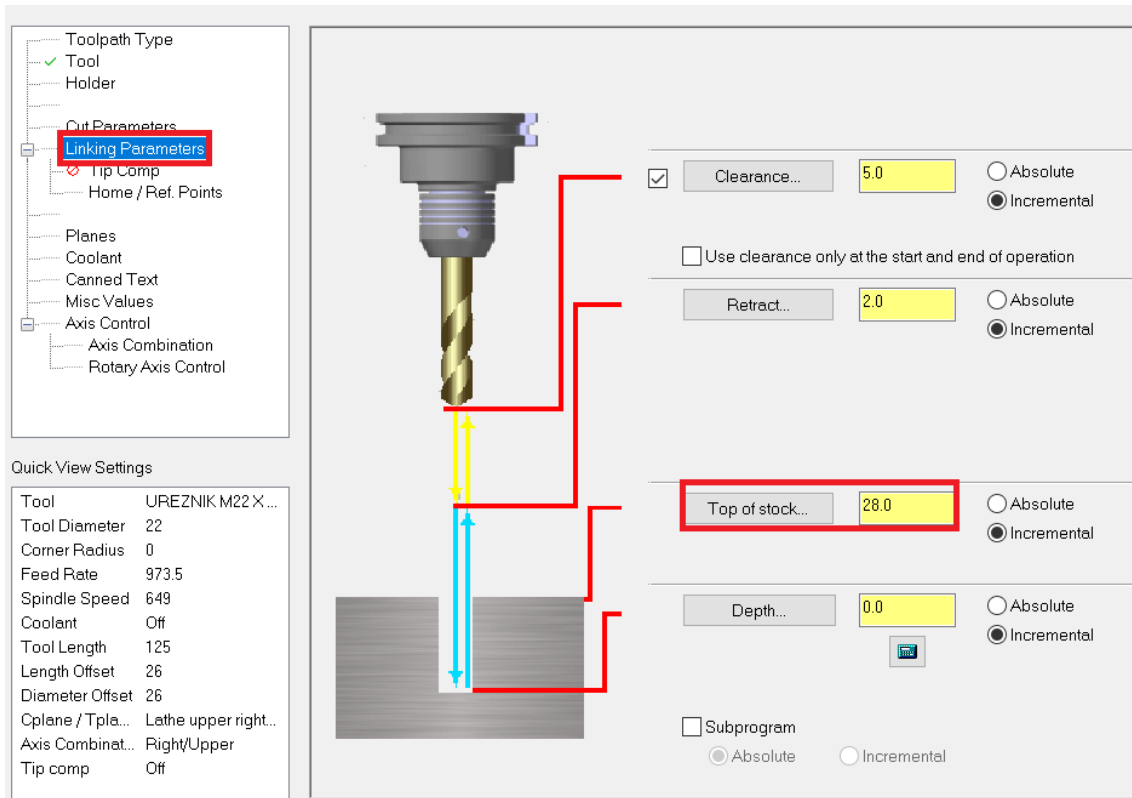 Toolpath Type
Tool
Holder
Cut Parameters
Linking Parameters
Tip Comp
Home / Ref. Points
Planes
Coolant
Canned Text
Misc Values
Axis Control
Axis Combination
Rotary Axis Control
Quick View Settings
Tool UREZNIK M22 X ...
Tool Diameter 22
Corner Radius 0
Feed Rate 973.5
Spindle Speed 649
Coolant Off
Tool Length 125
Length Offset 26
Diameter Offset 26
Cplane / Tpla... Lathe upper right...
Axis Combinat... Right/Upper
Tip comp Off
Clearance... 5.0 Absolute
Incremental
Use clearance only at the start and end of operation
Retract... 2.0 Absolute
Incremental
Top of stock... 28.0 Absolute
Incremental
Depth... 0.0 Absolute
Incremental
Subprogram
Absolute Incremental